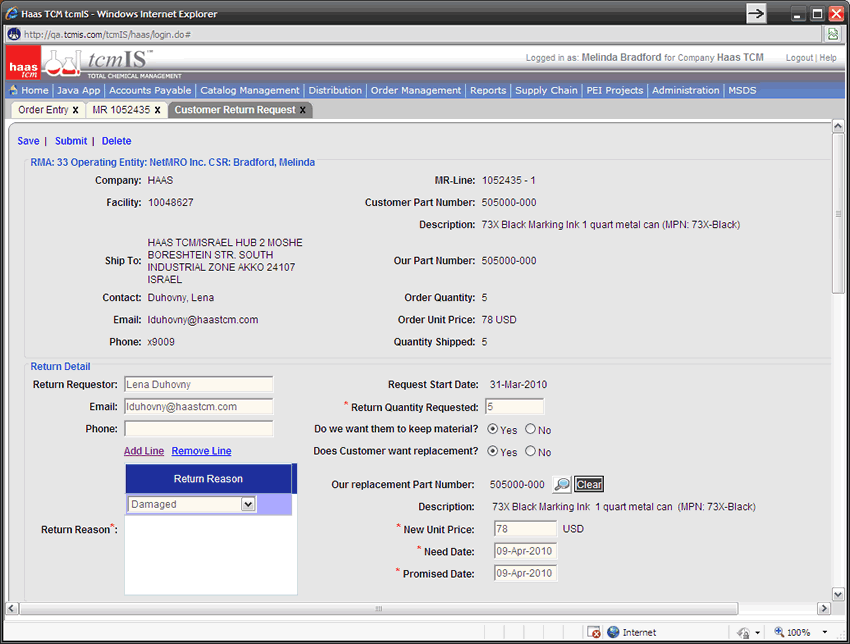 Haas TCM tcmIS - Windows Internet Explorer
http://qa.tcmis.com/tcmIS/haas/login.do#
haas tcm
tcmIS™
TOTAL CHEMICAL MANAGEMENT
Logged in as: Melinda Bradford for Company Haas TCM Logout | Help
Home | Java App | Accounts Payable | Catalog Management | Distribution | Order Management | Reports | Supply Chain | PEI Projects | Administration | MSDS
Order Entry x MR 1052435 x Customer Return Request x
Save | Submit | Delete
RMA: 33 Operating Entity: NetMRO Inc. CSR: Bradford, Melinda
Company: HAAS MR-Line: 1052435 - 1
Facility: 10048627 Customer Part Number: 505000-000
Description: 73X Black Marking Ink 1 quart metal can (MPN: 73X-Black)
Ship To: HAAS TCM/ISRAEL HUB 2 MOSHE
BORESHTEIN STR. SOUTH
INDUSTRIAL ZONE AKKO 24107
ISRAEL
Our Part Number: 505000-000
Contact: Duhovny, Lena Order Quantity: 5
Email: lduhovny@haastcm.com Order Unit Price: 78 USD
Phone: x9009 Quantity Shipped: 5
Return Detail
Return Requestor: Lena Duhovny Request Start Date: 31-Mar-2010
Email: lduhovny@haastcm.com * Return Quantity Requested: 5
Phone: Do we want them to keep material? Yes No
Add Line Remove Line Does Customer want replacement? Yes No
Return Reason Our replacement Part Number: 505000-000 Clear
Damaged Description: 73X Black Marking Ink 1 quart metal can (MPN: 73X-Black)
Return Reason*: * New Unit Price: 78 USD
* Need Date: 09-Apr-2010
* Promised Date: 09-Apr-2010
Internet 100%